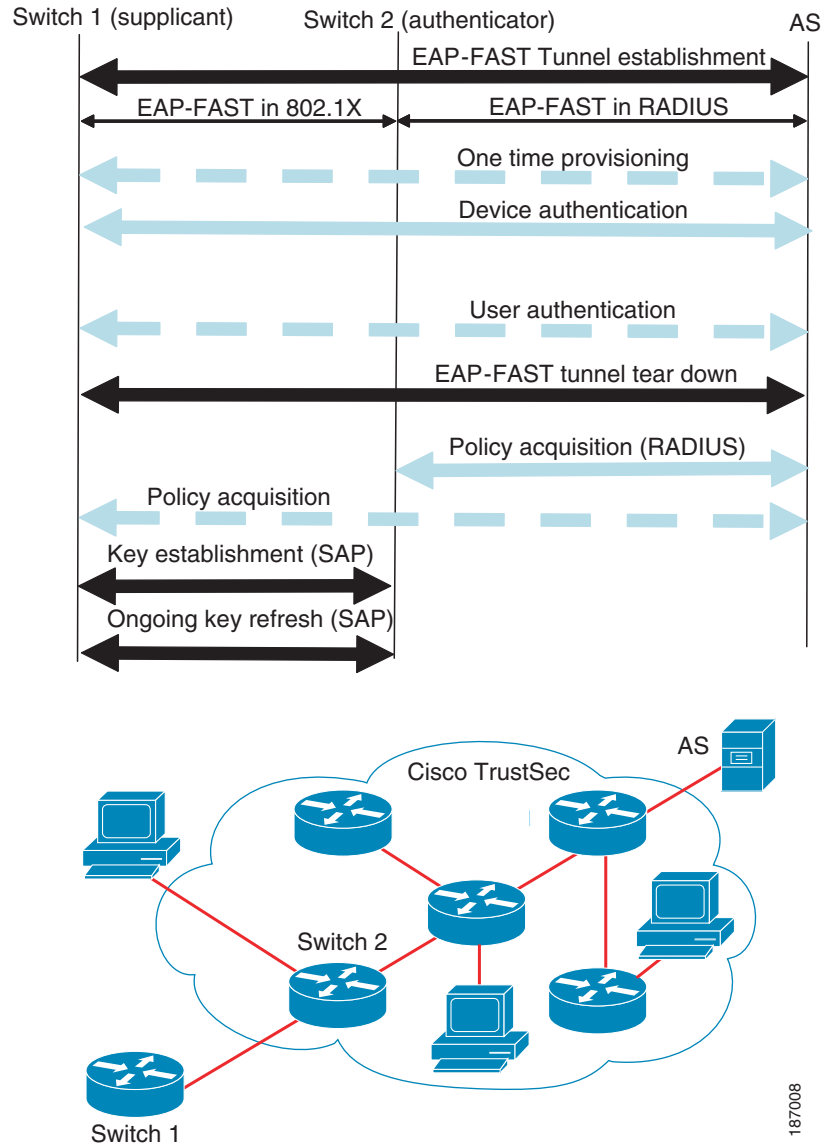 Switch 1 (supplicant)
Switch 2 (authenticator)
AS
EAP-FAST Tunnel establishment
EAP-FAST in 802.1X
EAP-FAST in RADIUS
One time provisioning
Device authentication
User authentication
EAP-FAST tunnel tear down
Policy acquisition (RADIUS)
Policy acquisition
Key establishment (SAP)
Ongoing key refresh (SAP)
AS
Cisco TrustSec
Switch 2
Switch 1
187008